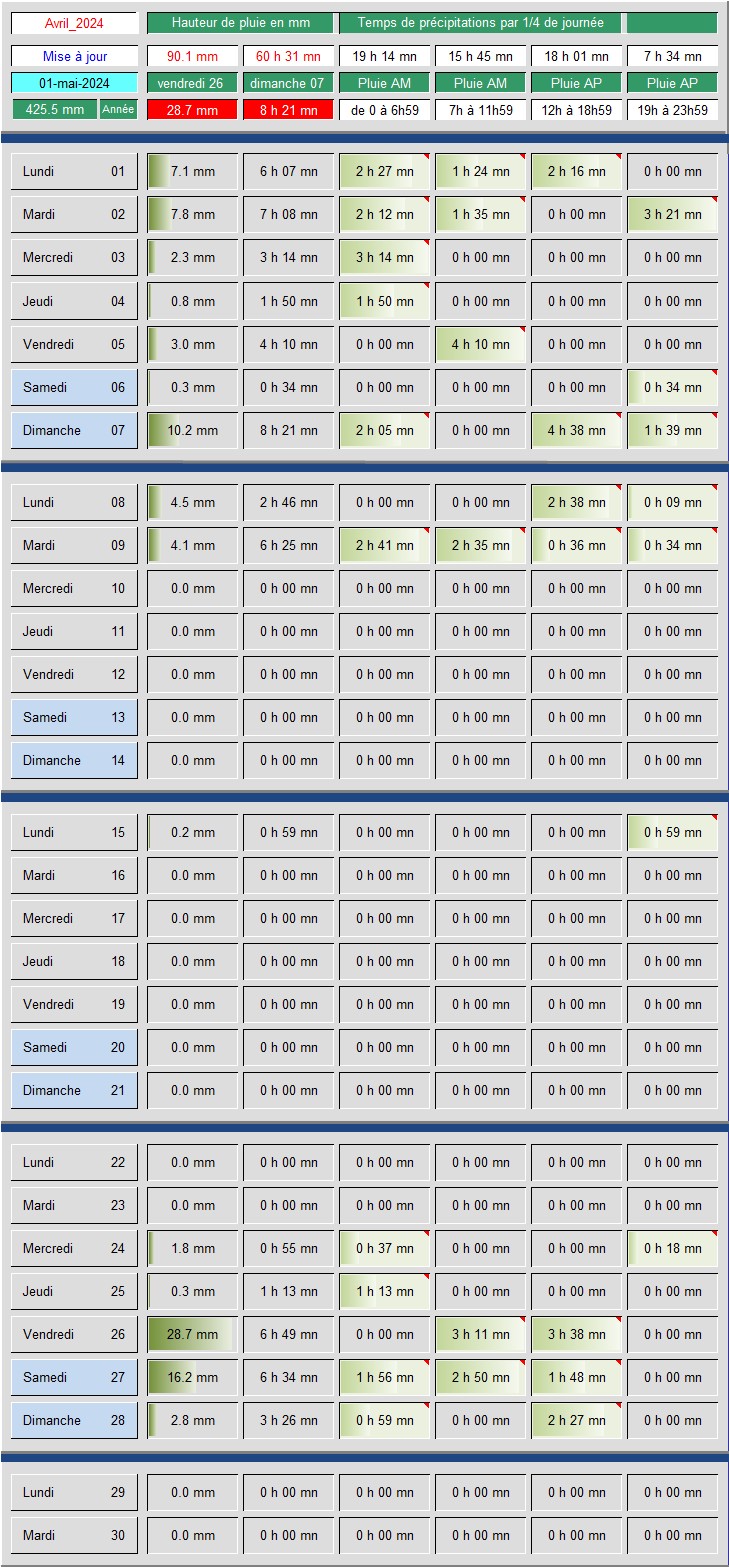 Avril_2024 Hauteur de pluie en mm Temps de précipitations par 1/4 de journée
Mise à jour 90.1 mm 60 h 31 mn 19 h 14 mn 15 h 45 mn 18 h 01 mn 7 h 34 mn
01-mai-2024 vendredi 26 dimanche 07 Pluie AM Pluie AM Pluie AP Pluie AP
425.5 mm Année 28.7 mm 8 h 21 mn de 0 à 6h59 7h à 11h59 12h à 18h59 19h à 23h59
Lundi 01 7.1 mm 6 h 07 mn 2 h 27 mn 1 h 24 mn 2 h 16 mn 0 h 00 mn
Mardi 02 7.8 mm 7 h 08 mn 2 h 12 mn 1 h 35 mn 0 h 00 mn 3 h 21 mn
Mercredi 03 2.3 mm 3 h 14 mn 3 h 14 mn 0 h 00 mn 0 h 00 mn 0 h 00 mn
Jeudi 04 0.8 mm 1 h 50 mn 1 h 50 mn 0 h 00 mn 0 h 00 mn 0 h 00 mn
Vendredi 05 3.0 mm 4 h 10 mn 0 h 00 mn 4 h 10 mn 0 h 00 mn 0 h 00 mn
Samedi 06 0.3 mm 0 h 34 mn 0 h 00 mn 0 h 00 mn 0 h 00 mn 0 h 34 mn
Dimanche 07 10.2 mm 8 h 21 mn 2 h 05 mn 0 h 00 mn 4 h 38 mn 1 h 39 mn
Lundi 08 4.5 mm 2 h 46 mn 0 h 00 mn 0 h 00 mn 2 h 38 mn 0 h 09 mn
Mardi 09 4.1 mm 6 h 25 mn 2 h 41 mn 2 h 35 mn 0 h 36 mn 0 h 34 mn
Mercredi 10 0.0 mm 0 h 00 mn 0 h 00 mn 0 h 00 mn 0 h 00 mn 0 h 00 mn
Jeudi 11 0.0 mm 0 h 00 mn 0 h 00 mn 0 h 00 mn 0 h 00 mn 0 h 00 mn
Vendredi 12 0.0 mm 0 h 00 mn 0 h 00 mn 0 h 00 mn 0 h 00 mn 0 h 00 mn
Samedi 13 0.0 mm 0 h 00 mn 0 h 00 mn 0 h 00 mn 0 h 00 mn 0 h 00 mn
Dimanche 14 0.0 mm 0 h 00 mn 0 h 00 mn 0 h 00 mn 0 h 00 mn 0 h 00 mn
Lundi 15 0.2 mm 0 h 59 mn 0 h 00 mn 0 h 00 mn 0 h 00 mn 0 h 59 mn
Mardi 16 0.0 mm 0 h 00 mn 0 h 00 mn 0 h 00 mn 0 h 00 mn 0 h 00 mn
Mercredi 17 0.0 mm 0 h 00 mn 0 h 00 mn 0 h 00 mn 0 h 00 mn 0 h 00 mn
Jeudi 18 0.0 mm 0 h 00 mn 0 h 00 mn 0 h 00 mn 0 h 00 mn 0 h 00 mn
Vendredi 19 0.0 mm 0 h 00 mn 0 h 00 mn 0 h 00 mn 0 h 00 mn 0 h 00 mn
Samedi 20 0.0 mm 0 h 00 mn 0 h 00 mn 0 h 00 mn 0 h 00 mn 0 h 00 mn
Dimanche 21 0.0 mm 0 h 00 mn 0 h 00 mn 0 h 00 mn 0 h 00 mn 0 h 00 mn
Lundi 22 0.0 mm 0 h 00 mn 0 h 00 mn 0 h 00 mn 0 h 00 mn 0 h 00 mn
Mardi 23 0.0 mm 0 h 00 mn 0 h 00 mn 0 h 00 mn 0 h 00 mn 0 h 00 mn
Mercredi 24 1.8 mm 0 h 55 mn 0 h 37 mn 0 h 00 mn 0 h 00 mn 0 h 18 mn
Jeudi 25 0.3 mm 1 h 13 mn 1 h 13 mn 0 h 00 mn 0 h 00 mn 0 h 00 mn
Vendredi 26 28.7 mm 6 h 49 mn 0 h 00 mn 3 h 11 mn 3 h 38 mn 0 h 00 mn
Samedi 27 16.2 mm 6 h 34 mn 1 h 56 mn 2 h 50 mn 1 h 48 mn 0 h 00 mn
Dimanche 28 2.8 mm 3 h 26 mn 0 h 59 mn 0 h 00 mn 2 h 27 mn 0 h 00 mn
Lundi 29 0.0 mm 0 h 00 mn 0 h 00 mn 0 h 00 mn 0 h 00 mn 0 h 00 mn
Mardi 30 0.0 mm 0 h 00 mn 0 h 00 mn 0 h 00 mn 0 h 00 mn 0 h 00 mn